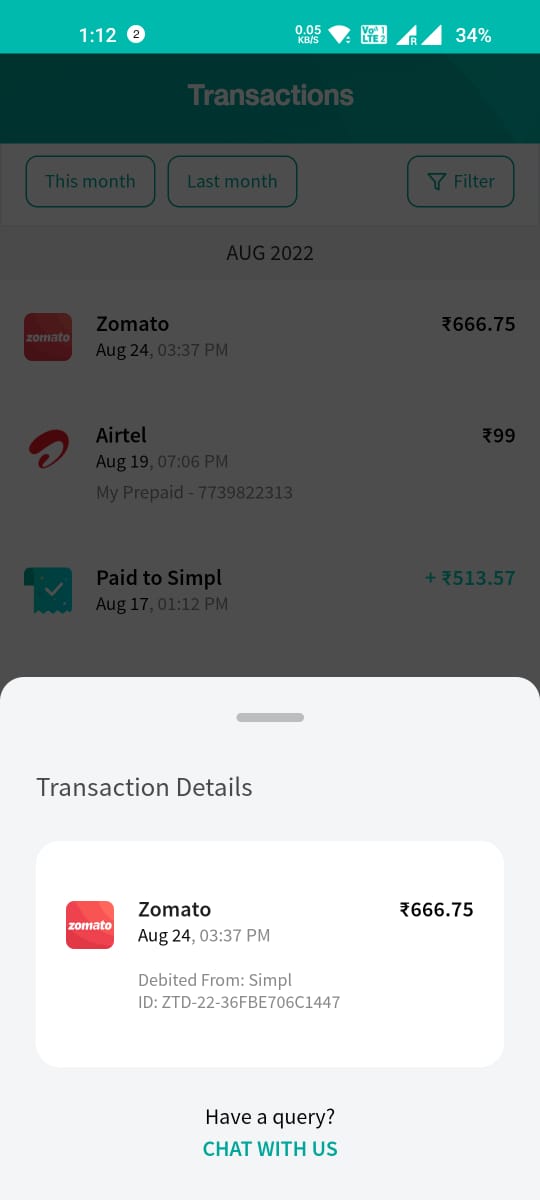 1:12 2 0.05 KB/S Vo)) 1 LTE 2 R 34%
Transactions
This month Last month Filter
AUG 2022
zomato Zomato ₹666.75
Aug 24, 03:37 PM
Airtel ₹99
Aug 19, 07:06 PM
My Prepaid - 7739822313
Paid to Simpl + ₹513.57
Aug 17, 01:12 PM
Transaction Details
zomato Zomato ₹666.75
Aug 24, 03:37 PM
Debited From: Simpl
ID: ZTD-22-36FBE706C1447
Have a query?
CHAT WITH US